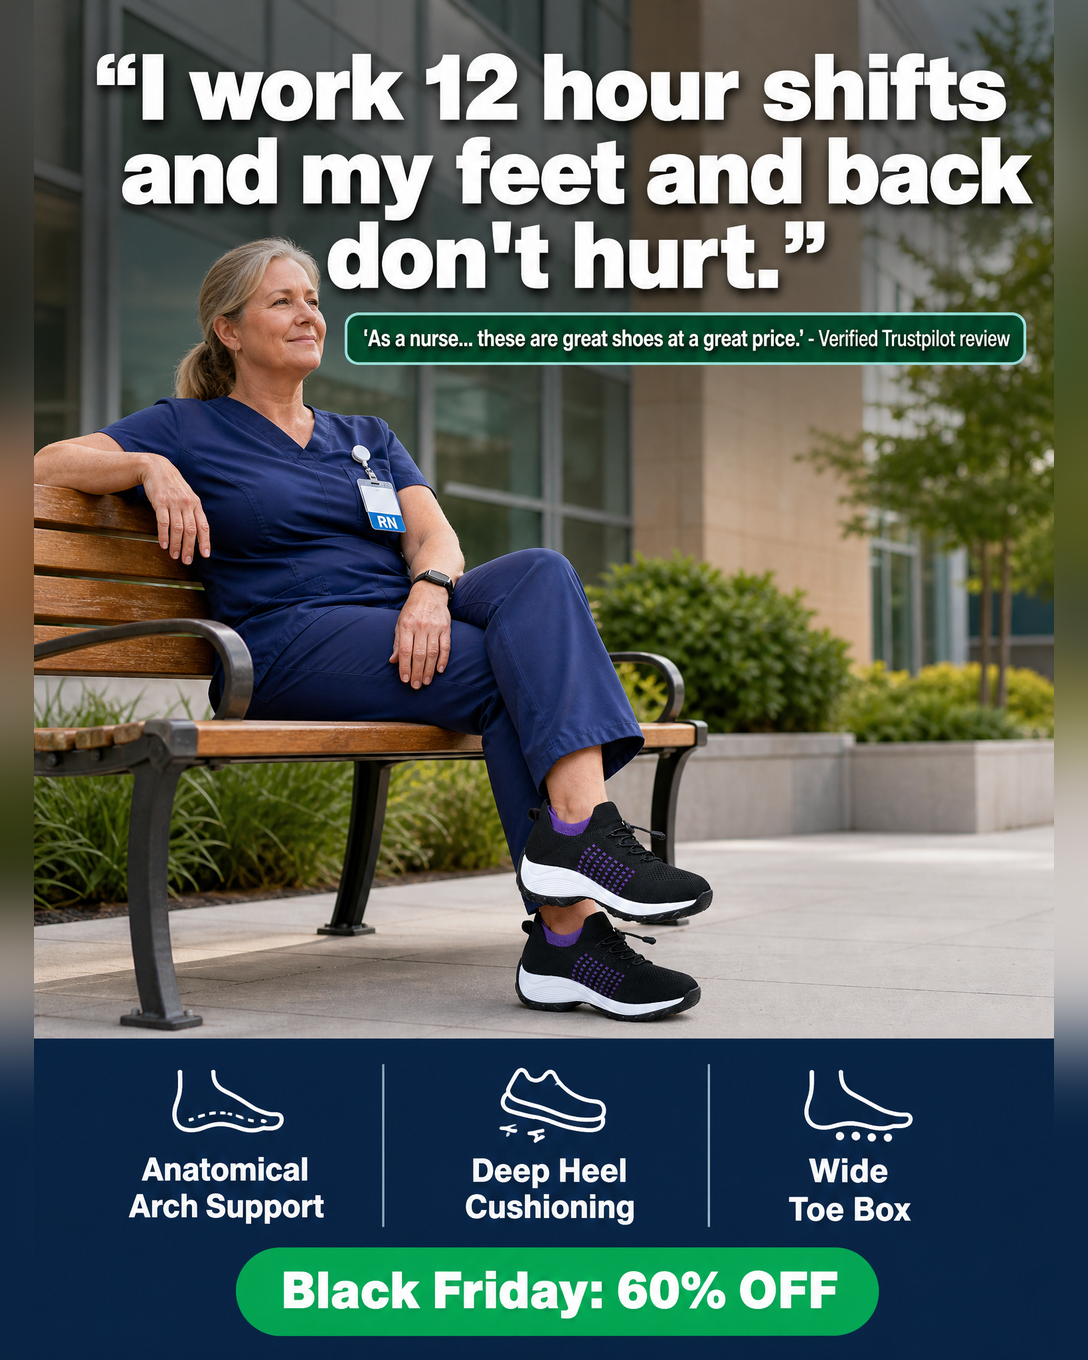 “I work 12 hour shifts
and my feet and back
don't hurt.”
'As a nurse... these are great shoes at a great price.' - Verified Trustpilot review
RN
Anatomical
Arch Support
Deep Heel
Cushioning
Wide
Toe Box
Black Friday: 60% OFF